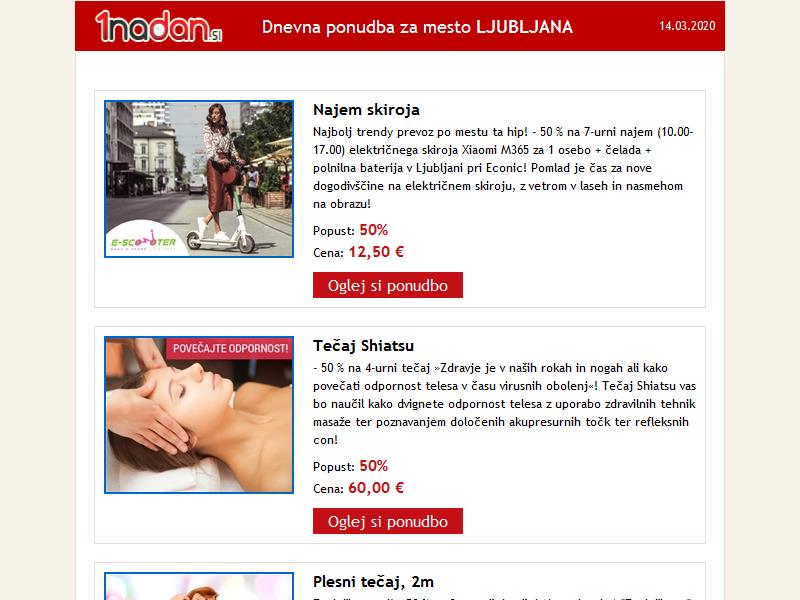 1nadan.si
Dnevna ponudba za mesto LJUBLJANA
14.03.2020
Najem skiroja
Najbolj trendy prevoz po mestu ta hip! - 50 % na 7-urni najem (10.00-
17.00) električnega skiroja Xiaomi M365 za 1 osebo + čelada +
polnilna baterija v Ljubljani pri Econic! Pomlad je čas za nove
dogodivščine na električnem skiroju, z vetrom v laseh in nasmehom
na obrazu!
E-SCOOTER
Popust: 50%
Cena: 12,50 €
Oglej si ponudbo
POVEČAJTE ODPORNOST!
Tečaj Shiatsu
- 50 % na 4-urni tečaj »Zdravje je v naših rokah in nogah ali kako
povečati odpornost telesa v času virusnih obolenj«! Tečaj Shiatsu vas
bo naučil kako dvignete odpornost telesa z uporabo zdravilnih tehnik
masaže ter poznavanjem določenih akupresurnih točk ter refleksnih
con!
Popust: 50%
Cena: 60,00 €
Oglej si ponudbo
Plesni tečaj, 2m